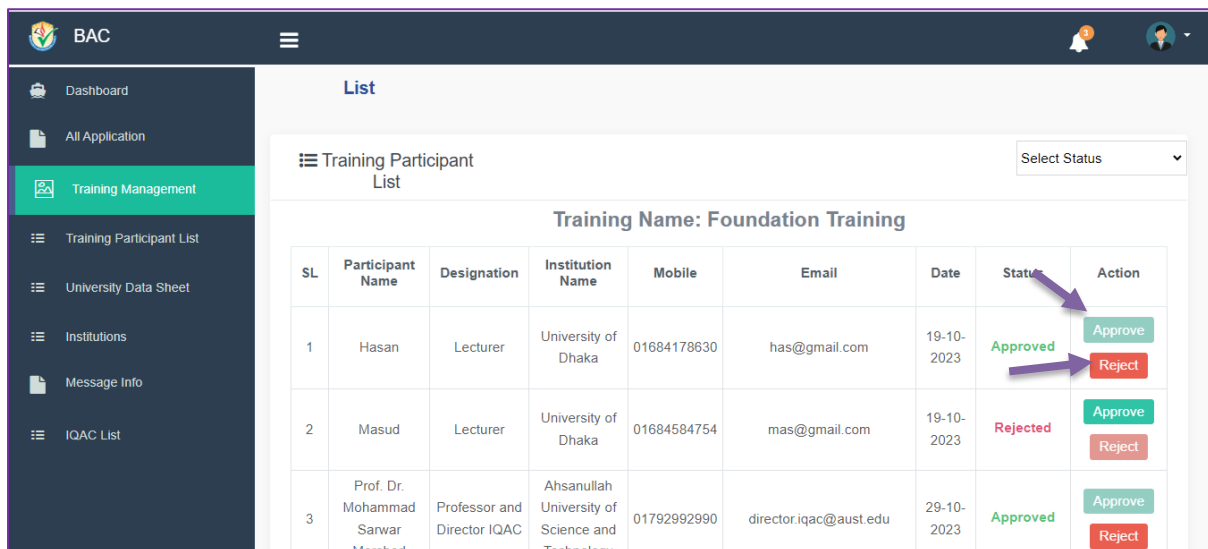 BAC
3
Dashboard
All Application
Training Management
Training Participant List
University Data Sheet
Institutions
Message Info
IQAC List
List
Training Participant
List
Select Status
Training Name: Foundation Training
SL Participant Name Designation Institution Name Mobile Email Date Status Action
1 Hasan Lecturer University of Dhaka 01684178630 has@gmail.com 19-10-2023 Approved Approve Reject
2 Masud Lecturer University of Dhaka 01684584754 mas@gmail.com 19-10-2023 Rejected Approve Reject
3 Prof. Dr. Mohammad Sarwar Professor and Director IQAC Ahsanullah University of Science and Technology 01792992990 director.iqac@aust.edu 29-10-2023 Approved Approve Reject